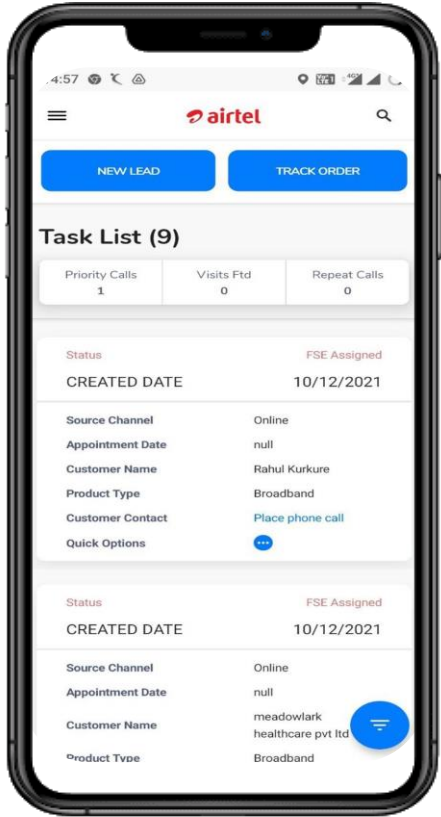 4:57
4G
airtel
NEW LEAD
TRACK ORDER
Task List (9)
Priority Calls
1
Visits Ftd
0
Repeat Calls
0
Status FSE Assigned
CREATED DATE 10/12/2021
Source Channel Online
Appointment Date null
Customer Name Rahul Kurkure
Product Type Broadband
Customer Contact Place phone call
Quick Options
Status FSE Assigned
CREATED DATE 10/12/2021
Source Channel Online
Appointment Date null
Customer Name meadowlark
healthcare pvt ltd
Product Type Broadband